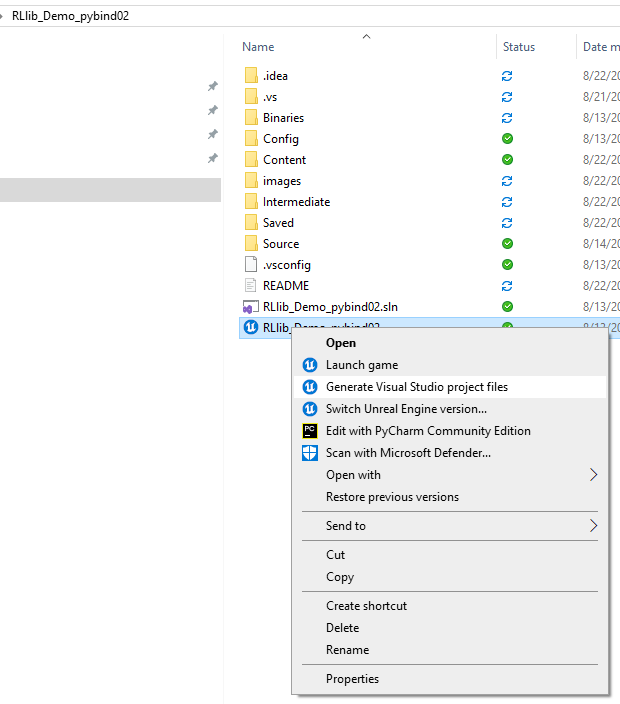 RLlib_Demo_pybind02
Name Status Date m
.idea 8/22/20
.vs 8/21/20
Binaries 8/13/20
Config 8/13/20
Content 8/22/20
images 8/22/20
Intermediate 8/22/20
Saved 8/22/20
Source 8/14/20
.vsconfig 8/13/20
README 8/22/20
RLlib_Demo_pybind02.sln 8/13/20
RLlib_Demo_pybind02 8/13/20
Open
Launch game
Generate Visual Studio project files
Switch Unreal Engine version...
PC Edit with PyCharm Community Edition
Scan with Microsoft Defender...
Open with
Restore previous versions
Send to
Cut
Copy
Create shortcut
Delete
Rename
Properties